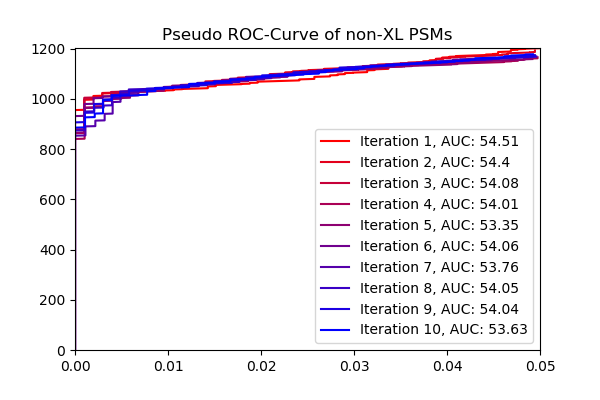 Pseudo ROC-Curve of non-XL PSMs
1200
1000
800
600
400
200
0
Iteration 1, AUC: 54.51
Iteration 2, AUC: 54.4
Iteration 3, AUC: 54.08
Iteration 4, AUC: 54.01
Iteration 5, AUC: 53.35
Iteration 6, AUC: 54.06
Iteration 7, AUC: 53.76
Iteration 8, AUC: 54.05
Iteration 9, AUC: 54.04
Iteration 10, AUC: 53.63
0.00 0.01 0.02 0.03 0.04 0.05